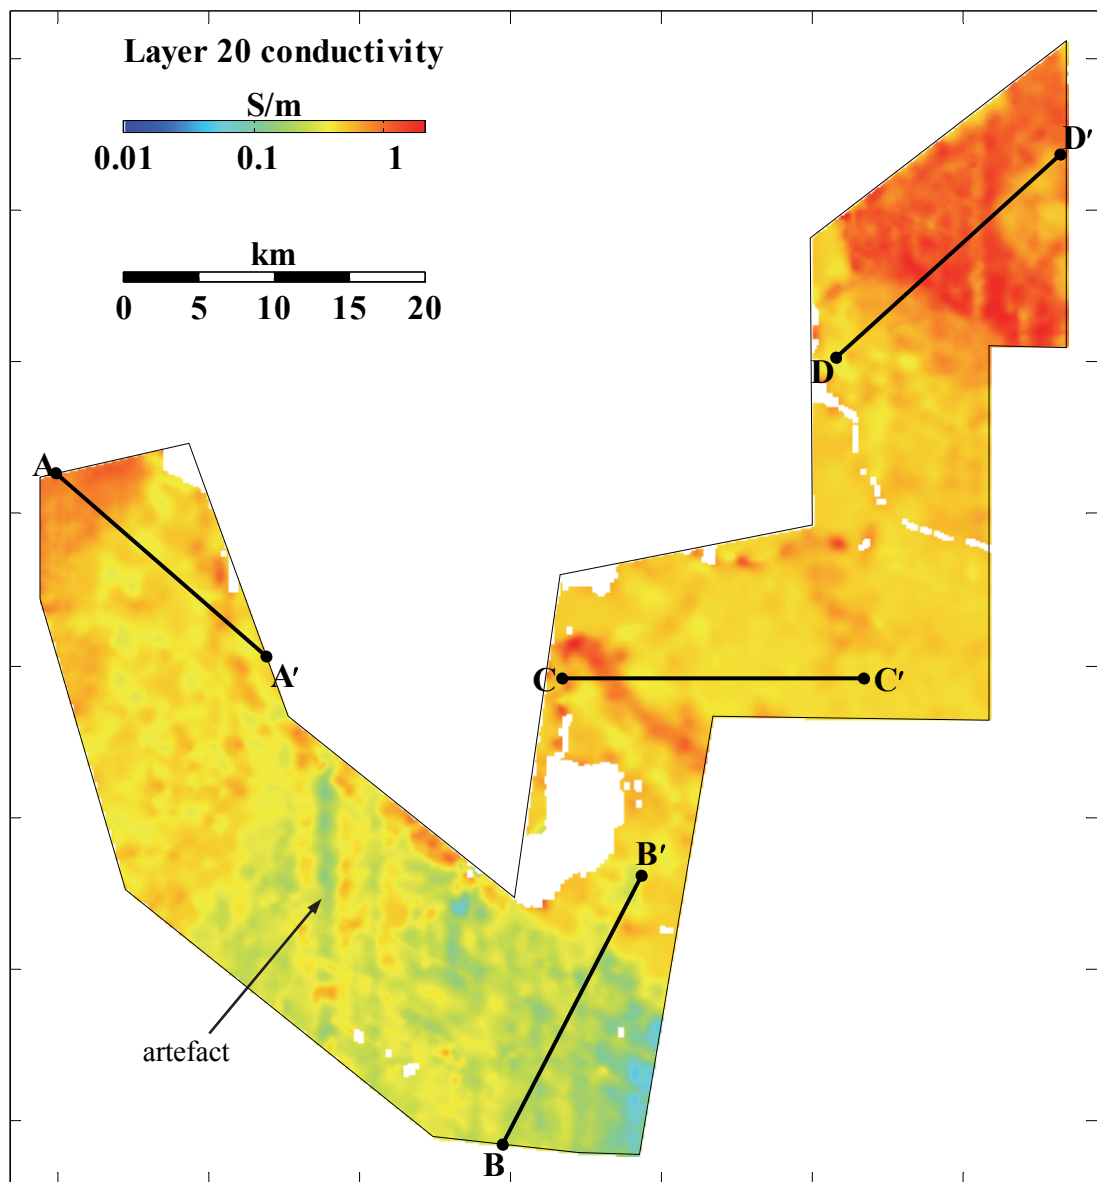 Layer 20 conductivity
S/m
0.01 0.1 1
km
0 5 10 15 20
D′
D
A
A′
C C′
B′
artefact
B